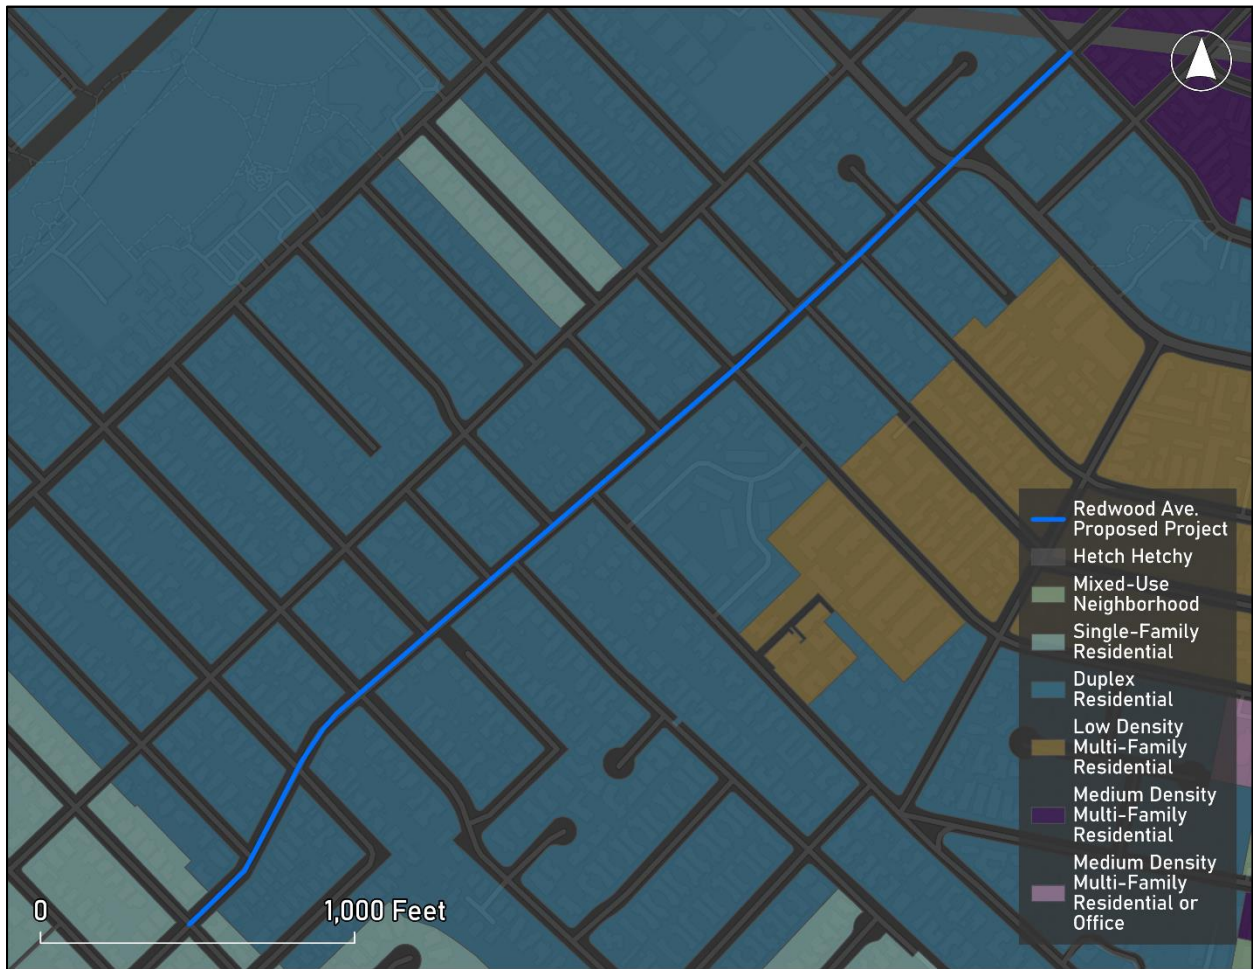 Redwood Ave.
Proposed Project
Hetch Hetchy
Mixed-Use
Neighborhood
Single-Family
Residential
Duplex
Residential
Low Density
Multi-Family
Residential
Medium Density
Multi-Family
Residential
Medium Density
Multi-Family
Residential or
Office
0 1,000 Feet